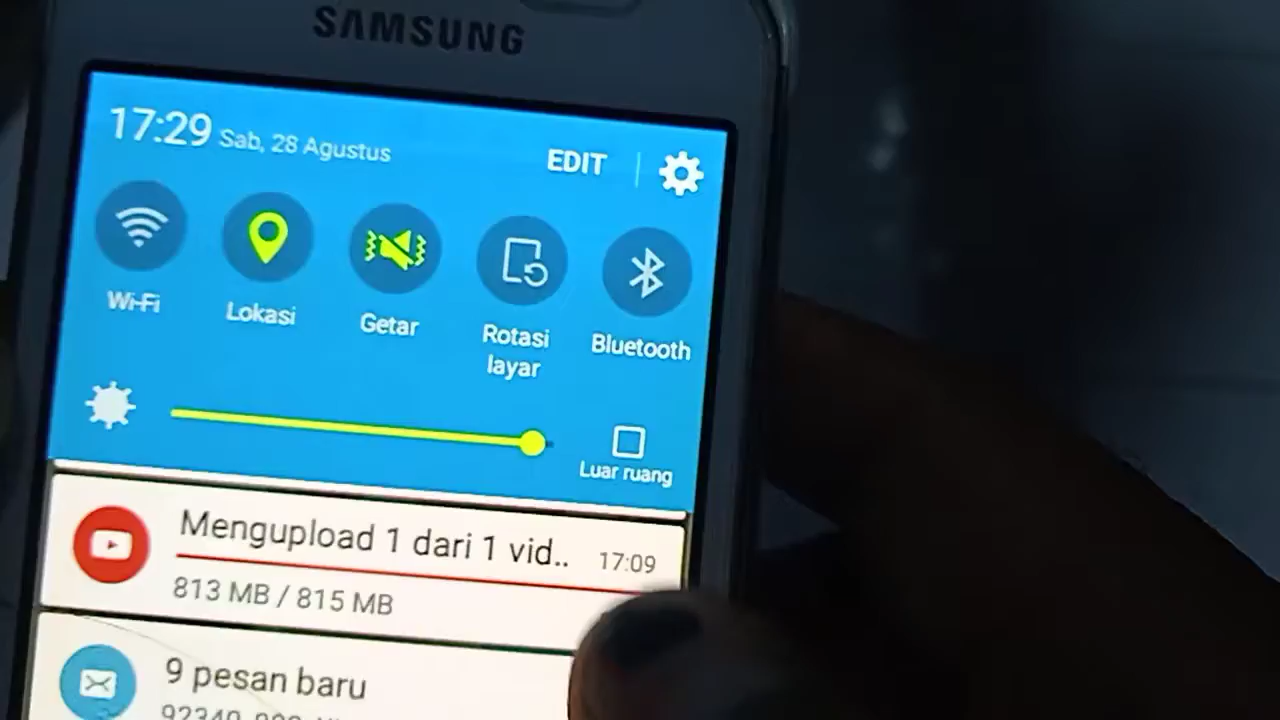 SAMSUNG
17:29 Sab, 28 Agustus
EDIT
Wi-Fi
Lokasi
Getar
Rotasi
layar
Bluetooth
Luar ruang
Mengupload 1 dari 1 vid.. 17:09
813 MB / 815 MB
9 pesan baru